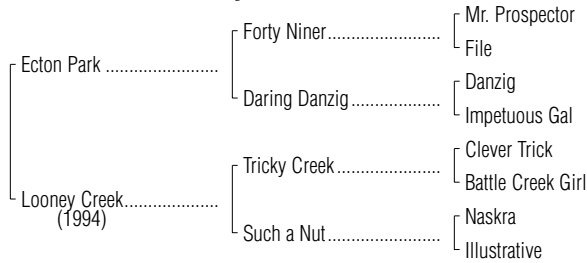 Mr. Prospector
Forty Niner
File
Ecton Park
Danzig
Daring Danzig
Impetuous Gal
Clever Trick
Tricky Creek
Battle Creek Girl
Looney Creek
(1994)
Naskra
Such a Nut
Illustrative